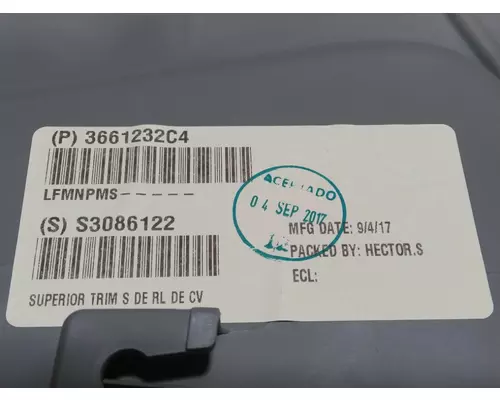 (P) 3661232C4
LFMNPMS-----
(S) S3086122
SUPERIOR TRIM S DE RL DE CV
ACEPTADO
04 SEP 2017
MFG DATE: 9/4/17
PACKED BY: HECTOR.S
ECL: